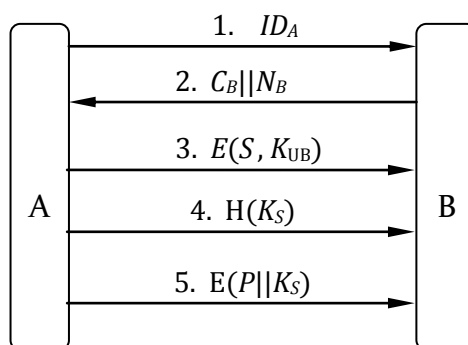 1. ID_A
2. C_B||N_B
3. E(S, K_UB)
A
B
4. H(K_S)
5. E(P||K_S)